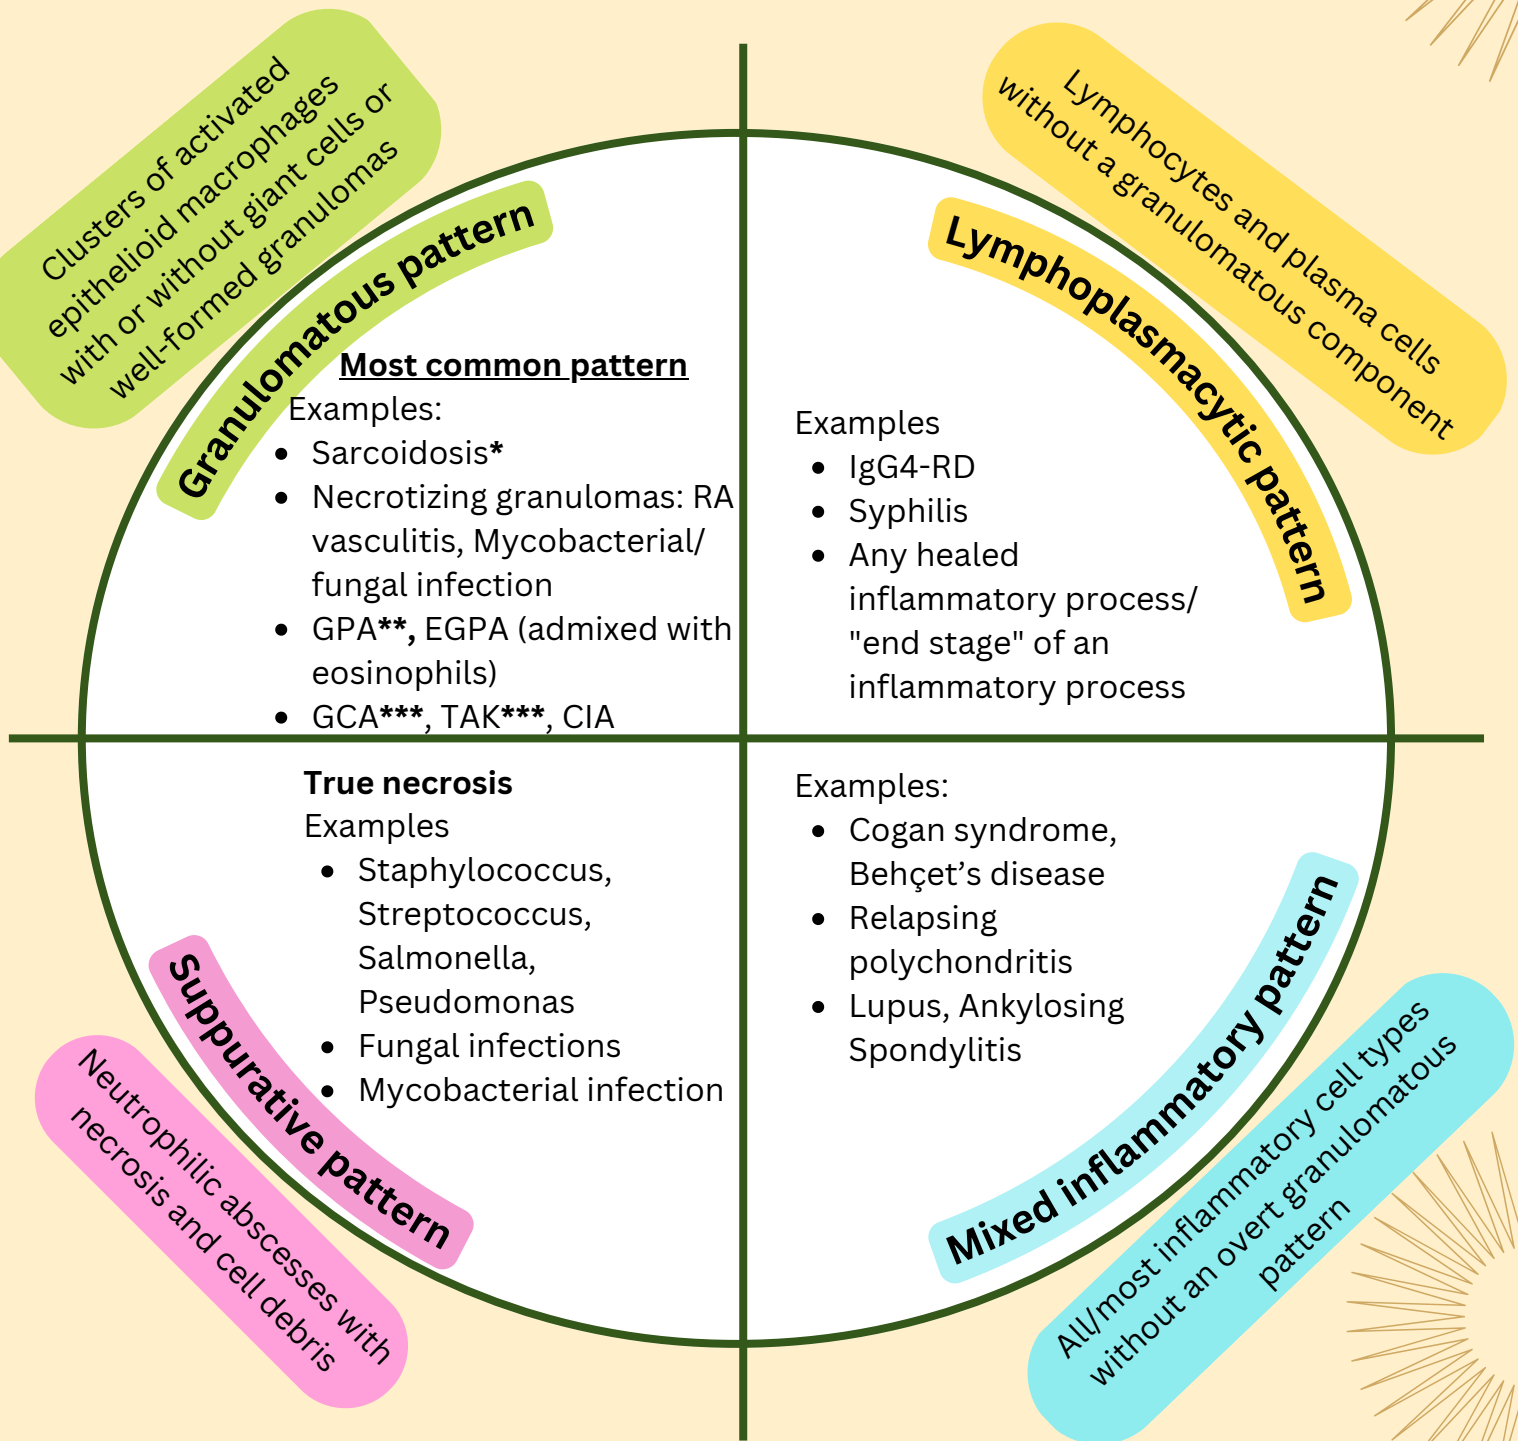 Clusters of activated
epithelioid macrophages
with or without giant cells or
well-formed granulomas
Granulomatous pattern
Most common pattern
Examples:
• Sarcoidosis*
• Necrotizing granulomas: RA
vasculitis, Mycobacterial/
fungal infection
• GPA**, EGPA (admixed with
eosinophils)
• GCA***, TAK***, CIA
Lymphocytes and plasma cells
without a granulomatous component
Lymphoplasmacytic pattern
Examples
• IgG4-RD
• Syphilis
• Any healed
inflammatory process/
"end stage" of an
inflammatory process
True necrosis
Examples
• Staphylococcus,
Streptococcus,
Salmonella,
Pseudomonas
• Fungal infections
• Mycobacterial infection
Suppurative pattern
Neutrophilic abscesses with
necrosis and cell debris
Examples:
• Cogan syndrome,
Behçet’s disease
• Relapsing
polychondritis
• Lupus, Ankylosing
Spondylitis
Mixed inflammatory pattern
All/most inflammatory cell types
without an overt granulomatous
pattern